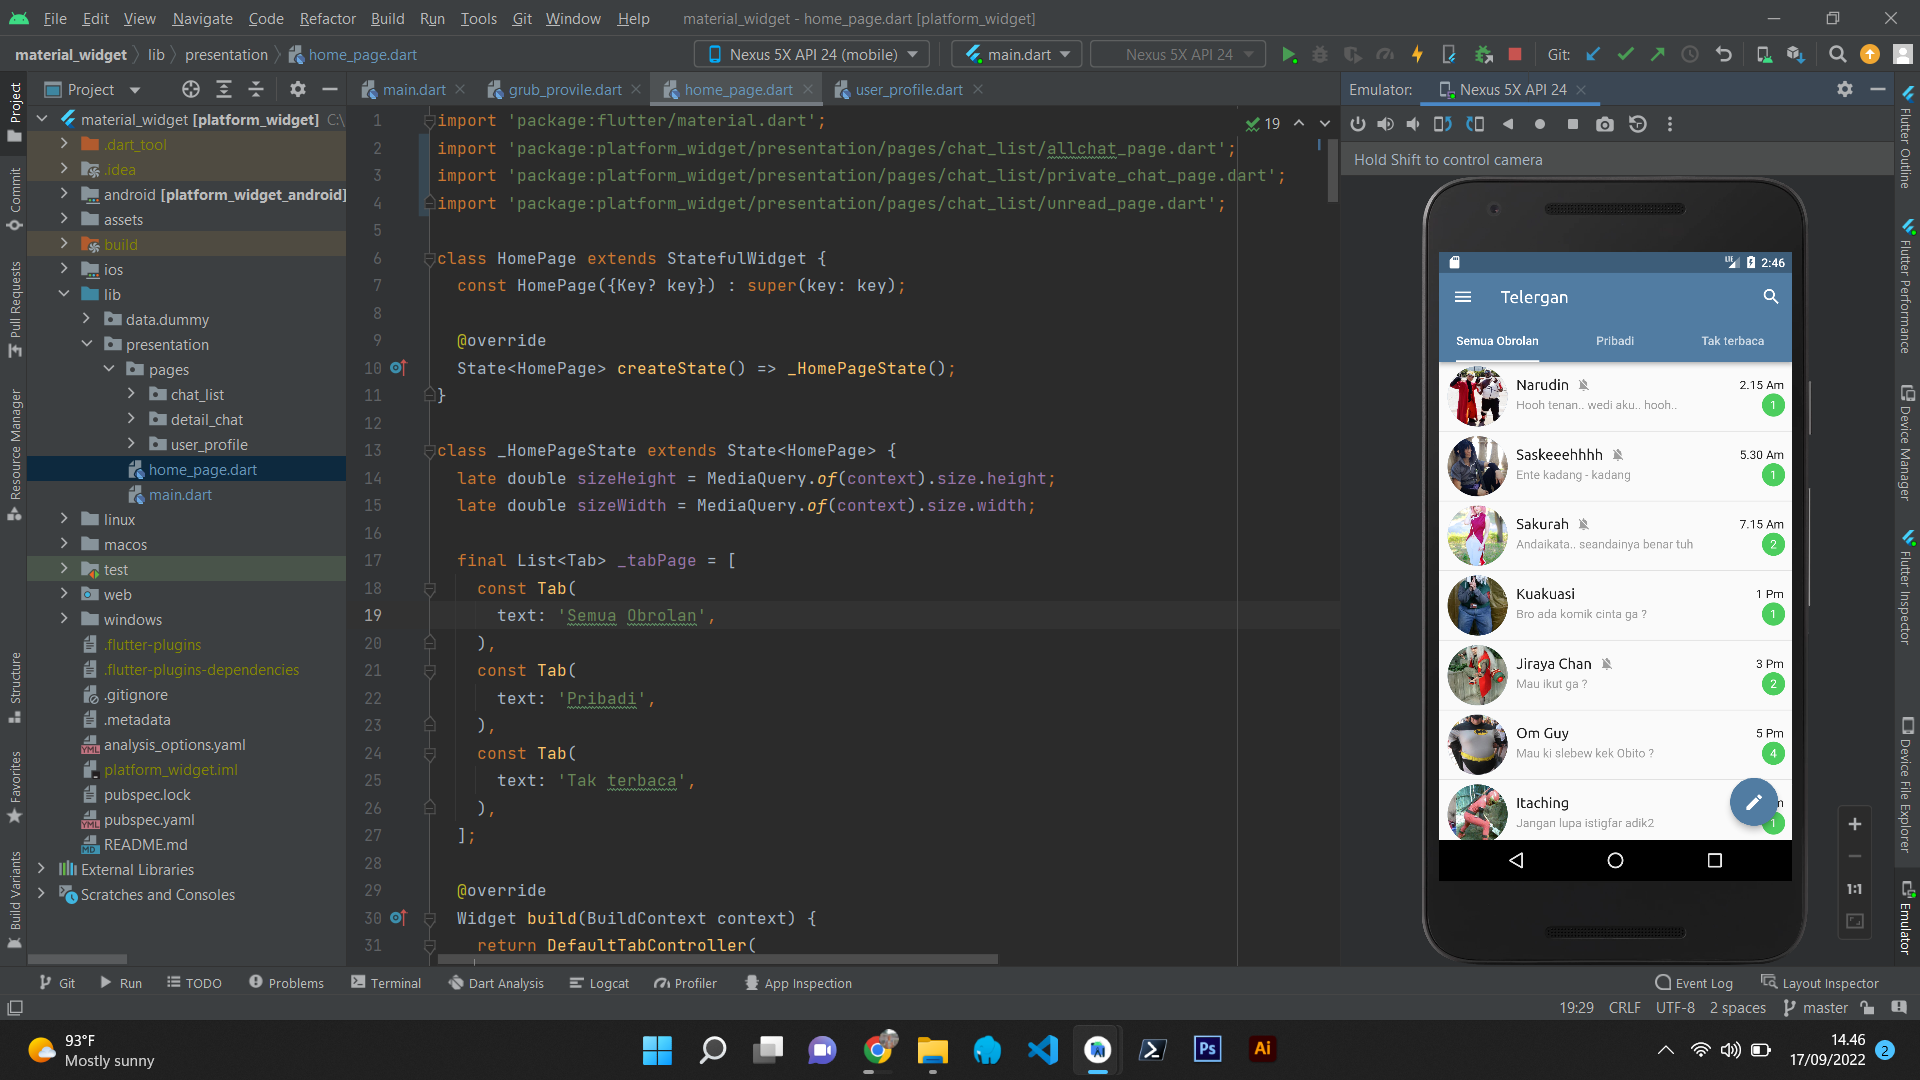 File Edit View Navigate Code Refactor Build Run Tools Git Window Help material_widget - home_page.dart [platform_widget]
material_widget lib presentation home_page.dart Nexus 5X API 24 (mobile) main.dart Nexus 5X API 24 Git:
Project main.dart grub_provile.dart home_page.dart user_profile.dart Emulator: Nexus 5X API 24
Hold Shift to control camera
Project
Commit
Pull Requests
Resource Manager
Structure
Favorites
Build Variants
material_widget [platform_widget] C:\
.dart_tool
.idea
android [platform_widget_android]
assets
build
ios
lib
data.dummy
presentation
pages
chat_list
detail_chat
user_profile
home_page.dart
main.dart
linux
macos
test
web
windows
.flutter-plugins
.flutter-plugins-dependencies
.gitignore
.metadata
analysis_options.yaml
platform_widget.iml
pubspec.lock
pubspec.yaml
README.md
External Libraries
Scratches and Consoles
19
1 import 'package:flutter/material.dart';
2 import 'package:platform_widget/presentation/pages/chat_list/allchat_page.dart';
3 import 'package:platform_widget/presentation/pages/chat_list/private_chat_page.dart';
4 import 'package:platform_widget/presentation/pages/chat_list/unread_page.dart';
5
6 class HomePage extends StatefulWidget {
7 const HomePage({Key? key}) : super(key: key);
8
9 @override
10 State<HomePage> createState() => _HomePageState();
11 }
12
13 class _HomePageState extends State<HomePage> {
14 late double sizeHeight = MediaQuery.of(context).size.height;
15 late double sizeWidth = MediaQuery.of(context).size.width;
16
17 final List<Tab> _tabPage = [
18 const Tab(
19 text: 'Semua Obrolan',
20 ),
21 const Tab(
22 text: 'Pribadi',
23 ),
24 const Tab(
25 text: 'Tak terbaca',
26 ),
27 ];
28
29 @override
30 Widget build(BuildContext context) {
31 return DefaultTabController(
LTE 2:46
Telergan
Semua Obrolan Pribadi Tak terbaca
Narudin 2.15 Am
Hooh tenan.. wedi aku.. hooh.. 1
Saskeeehhhh 5.30 Am
Ente kadang - kadang 1
Sakurah 7.15 Am
Andaikata.. seandainya benar tuh 2
Kuakuasi 1 Pm
Bro ada komik cinta ga ? 1
Jiraya Chan 3 Pm
Mau ikut ga ? 2
Om Guy 5 Pm
Mau ki slebew kek Obito ? 4
Itaching
Jangan lupa istigfar adik2 1
1:1
Flutter Outline
Flutter Performance
Device Manager
Flutter Inspector
Device File Explorer
Emulator
Git Run TODO Problems Terminal Dart Analysis Logcat Profiler App Inspection Event Log Layout Inspector
19:29 CRLF UTF-8 2 spaces master
93°F
Mostly sunny
Ps Ai
14.46
17/09/2022 2